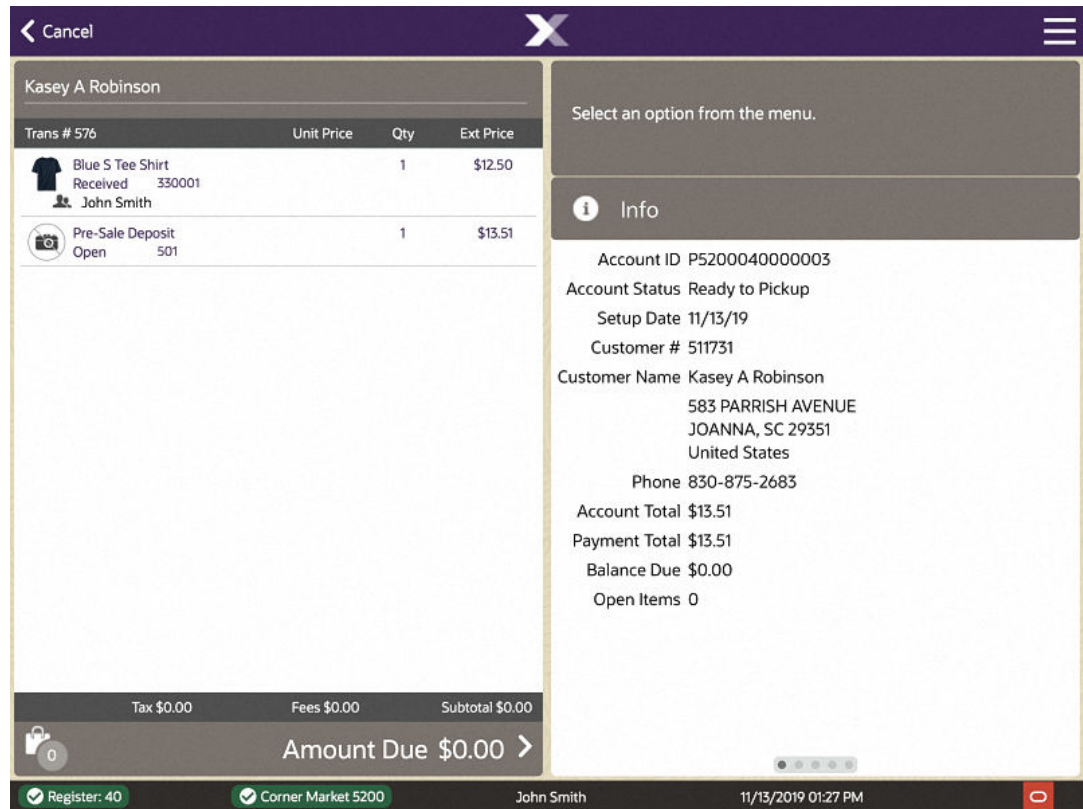 Cancel
Kasey A Robinson
Trans # 576 Unit Price Qty Ext Price
Blue S Tee Shirt 1 $12.50
Received 330001
John Smith
Pre-Sale Deposit 1 $13.51
Open 501
Tax $0.00 Fees $0.00 Subtotal $0.00
0 Amount Due $0.00
Select an option from the menu.
Info
Account ID P5200040000003
Account Status Ready to Pickup
Setup Date 11/13/19
Customer # 511731
Customer Name Kasey A Robinson
583 PARRISH AVENUE
JOANNA, SC 29351
United States
Phone 830-875-2683
Account Total $13.51
Payment Total $13.51
Balance Due $0.00
Open Items 0
Register: 40 Corner Market 5200 John Smith 11/13/2019 01:27 PM